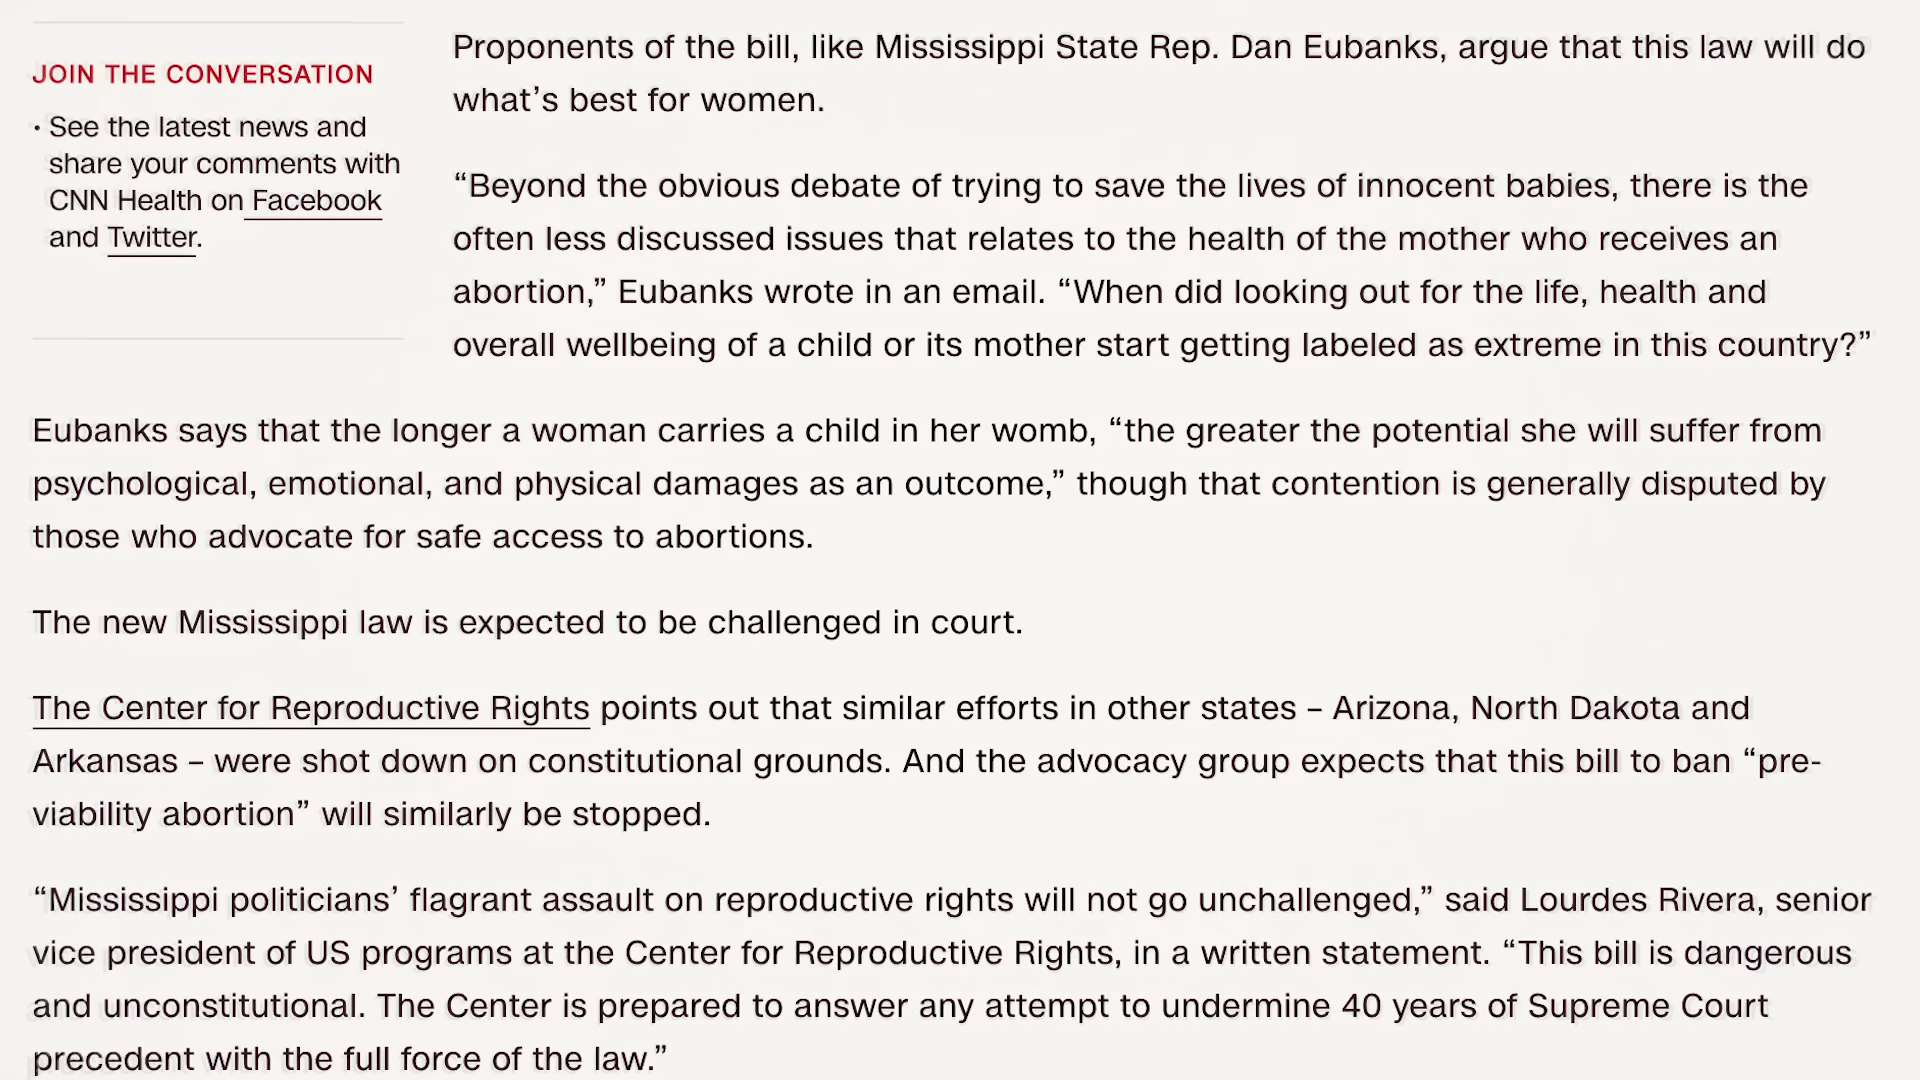 JOIN THE CONVERSATION
· See the latest news and
share your comments with
CNN Health on Facebook
and Twitter.
Proponents of the bill, like Mississippi State Rep. Dan Eubanks, argue that this law will do
what’s best for women.
“Beyond the obvious debate of trying to save the lives of innocent babies, there is the
often less discussed issues that relates to the health of the mother who receives an
abortion,” Eubanks wrote in an email. “When did looking out for the life, health and
overall wellbeing of a child or its mother start getting labeled as extreme in this country?”
Eubanks says that the longer a woman carries a child in her womb, “the greater the potential she will suffer from
psychological, emotional, and physical damages as an outcome,” though that contention is generally disputed by
those who advocate for safe access to abortions.
The new Mississippi law is expected to be challenged in court.
The Center for Reproductive Rights points out that similar efforts in other states – Arizona, North Dakota and
Arkansas – were shot down on constitutional grounds. And the advocacy group expects that this bill to ban “pre-
viability abortion” will similarly be stopped.
“Mississippi politicians’ flagrant assault on reproductive rights will not go unchallenged,” said Lourdes Rivera, senior
vice president of US programs at the Center for Reproductive Rights, in a written statement. “This bill is dangerous
and unconstitutional. The Center is prepared to answer any attempt to undermine 40 years of Supreme Court
precedent with the full force of the law.”